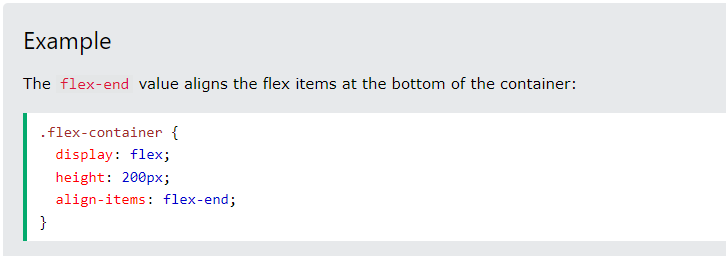 Example
The flex-end value aligns the flex items at the bottom of the container:
.flex-container {
  display: flex;
  height: 200px;
  align-items: flex-end;
}